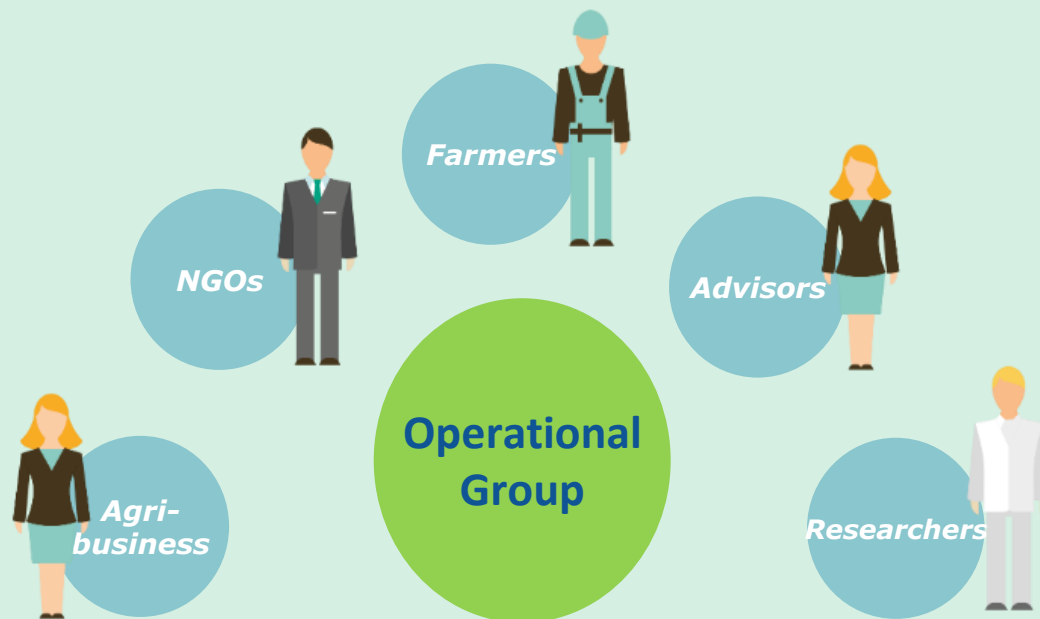 Farmers
NGOs
Advisors
Operational
Group
Agri-
business
Researchers